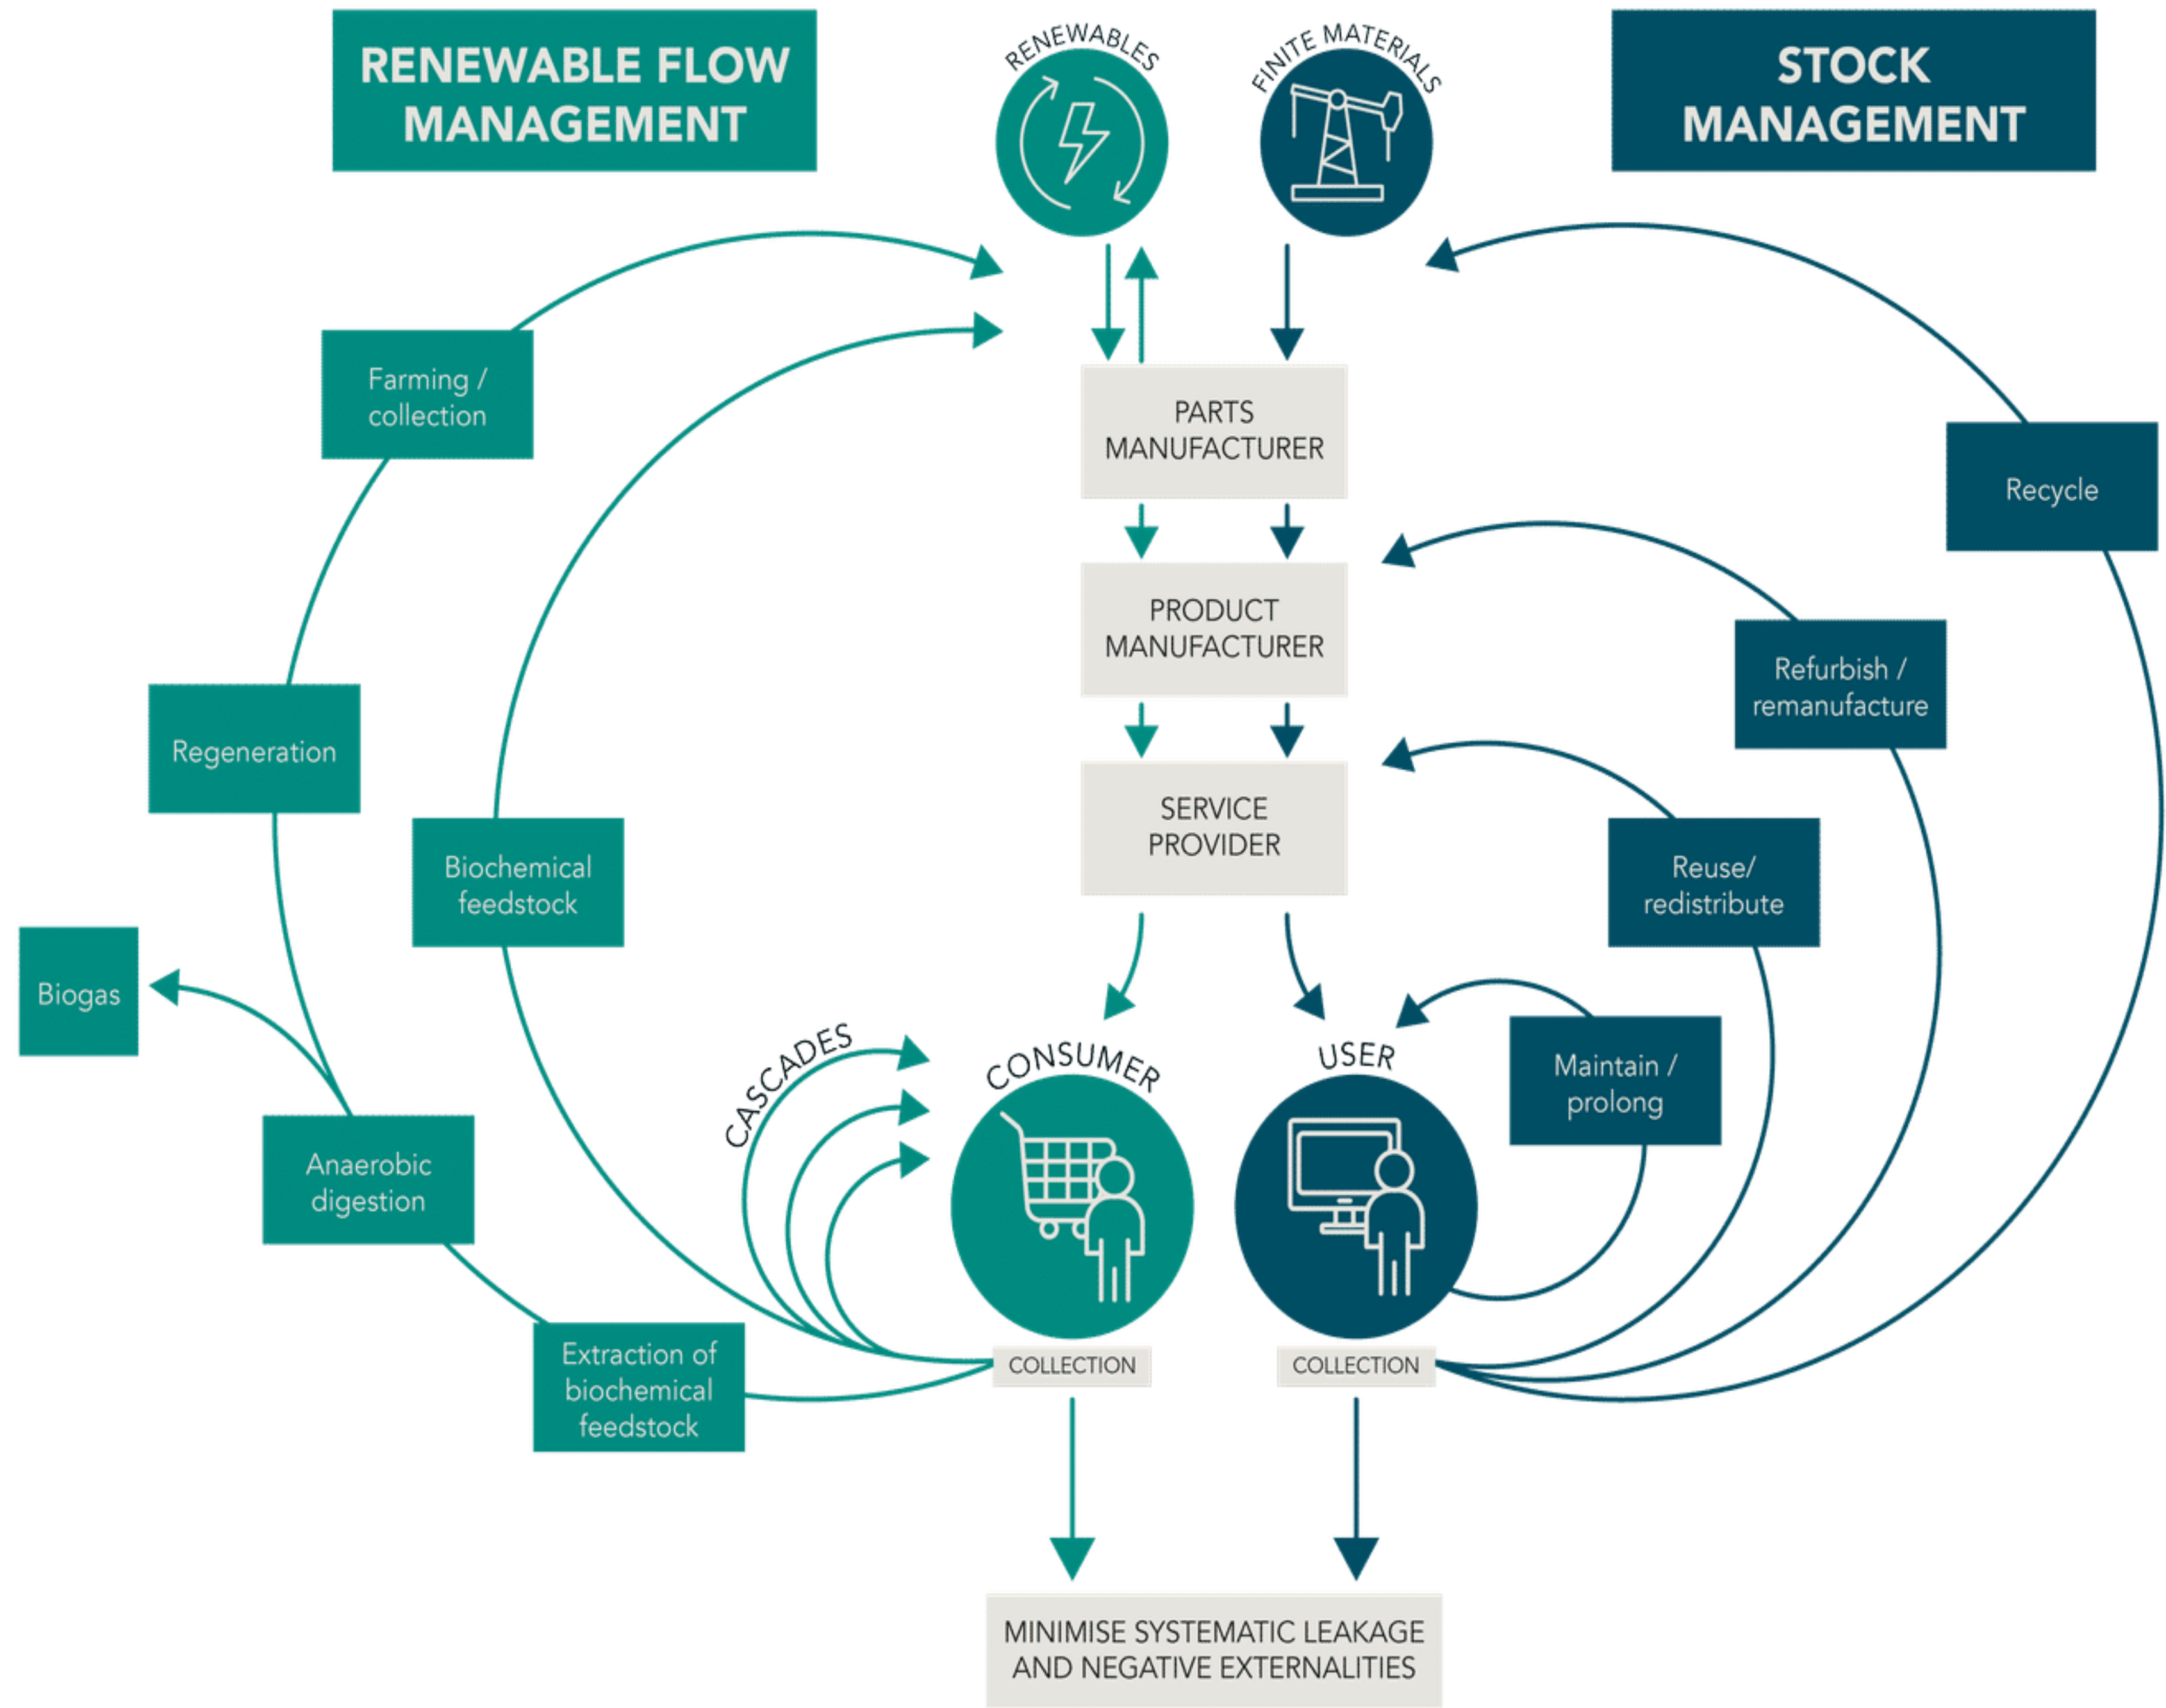 RENEWABLE FLOW
MANAGEMENT
RENEWABLES
FINITE MATERIALS
STOCK
MANAGEMENT
Farming /
collection
PARTS
MANUFACTURER
Recycle
PRODUCT
MANUFACTURER
Refurbish /
remanufacture
Regeneration
SERVICE
PROVIDER
Biochemical
feedstock
Reuse/
redistribute
Biogas
CASCADES
CONSUMER
USER
Maintain /
prolong
Anaerobic
digestion
Extraction of
biochemical
feedstock
COLLECTION
COLLECTION
MINIMISE SYSTEMATIC LEAKAGE
AND NEGATIVE EXTERNALITIES